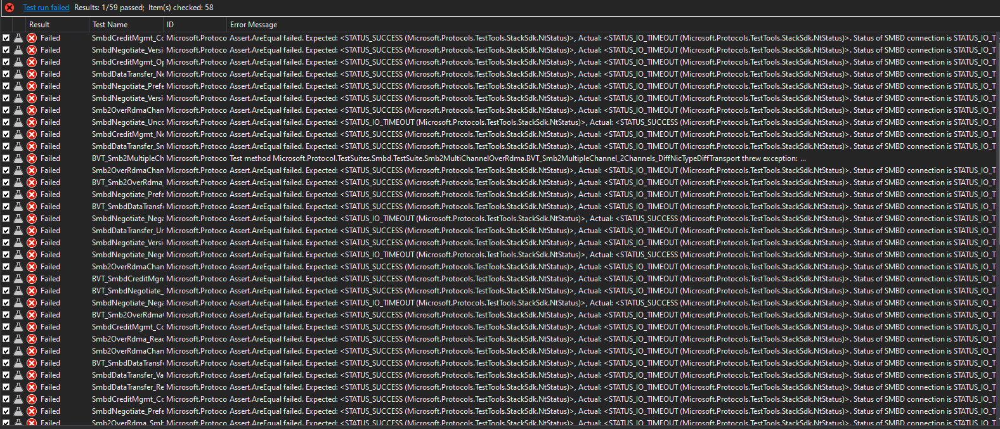 Test run failed Results: 1/59 passed; Item(s) checked: 58
Result Test Name ID Error Message
Failed SmbdCreditMgmt_Co Microsoft.Protoco Assert.AreEqual failed. Expected: <STATUS_SUCCESS (Microsoft.Protocols.TestTools.StackSdk.NtStatus)>, Actual: <STATUS_IO_TIMEOUT (Microsoft.Protocols.TestTools.StackSdk.NtStatus)>. Status of SMBD connection is STATUS_IO_T
Failed SmbdNegotiate_Versi Microsoft.Protoco Assert.AreEqual failed. Expected: <STATUS_SUCCESS (Microsoft.Protocols.TestTools.StackSdk.NtStatus)>, Actual: <STATUS_IO_TIMEOUT (Microsoft.Protocols.TestTools.StackSdk.NtStatus)>. Status of SMBD connection is STATUS_IO_T
Failed SmbdCreditMgmt_Op Microsoft.Protoco Assert.AreEqual failed. Expected: <STATUS_SUCCESS (Microsoft.Protocols.TestTools.StackSdk.NtStatus)>, Actual: <STATUS_IO_TIMEOUT (Microsoft.Protocols.TestTools.StackSdk.NtStatus)>. Status of SMBD connection is STATUS_IO_T
Failed SmbdDataTransfer_Ne Microsoft.Protoco Assert.AreEqual failed. Expected: <STATUS_SUCCESS (Microsoft.Protocols.TestTools.StackSdk.NtStatus)>, Actual: <STATUS_IO_TIMEOUT (Microsoft.Protocols.TestTools.StackSdk.NtStatus)>. Status of SMBD connection is STATUS_IO_T
Failed SmbdNegotiate_Prefe Microsoft.Protoco Assert.AreEqual failed. Expected: <STATUS_SUCCESS (Microsoft.Protocols.TestTools.StackSdk.NtStatus)>, Actual: <STATUS_IO_TIMEOUT (Microsoft.Protocols.TestTools.StackSdk.NtStatus)>. Status of SMBD connection is STATUS_IO_T
Failed SmbdNegotiate_Versi Microsoft.Protoco Assert.AreEqual failed. Expected: <STATUS_SUCCESS (Microsoft.Protocols.TestTools.StackSdk.NtStatus)>, Actual: <STATUS_IO_TIMEOUT (Microsoft.Protocols.TestTools.StackSdk.NtStatus)>. Status of SMBD connection is STATUS_IO_T
Failed Smb2OverRdmaChan Microsoft.Protoco Assert.AreEqual failed. Expected: <STATUS_SUCCESS (Microsoft.Protocols.TestTools.StackSdk.NtStatus)>, Actual: <STATUS_IO_TIMEOUT (Microsoft.Protocols.TestTools.StackSdk.NtStatus)>. Status of SMBD connection is STATUS_IO_T
Failed SmbdNegotiate_Unco Microsoft.Protoco Assert.AreEqual failed. Expected: <STATUS_IO_TIMEOUT (Microsoft.Protocols.TestTools.StackSdk.NtStatus)>, Actual: <STATUS_SUCCESS (Microsoft.Protocols.TestTools.StackSdk.NtStatus)>. Status of SMBD connection is STATUS_IO_T
Failed SmbdCreditMgmt_Ne Microsoft.Protoco Assert.AreEqual failed. Expected: <STATUS_SUCCESS (Microsoft.Protocols.TestTools.StackSdk.NtStatus)>, Actual: <STATUS_IO_TIMEOUT (Microsoft.Protocols.TestTools.StackSdk.NtStatus)>. Status of SMBD connection is STATUS_IO_T
Failed SmbdDataTransfer_Sn Microsoft.Protoco Assert.AreEqual failed. Expected: <STATUS_SUCCESS (Microsoft.Protocols.TestTools.StackSdk.NtStatus)>, Actual: <STATUS_IO_TIMEOUT (Microsoft.Protocols.TestTools.StackSdk.NtStatus)>. Status of SMBD connection is STATUS_IO_T
Failed BVT_Smb2MultipleCh Microsoft.Protoco Test method Microsoft.Protocol.TestSuites.Smbd.TestSuite.Smb2MultiChannelOverRdma.BVT_Smb2MultipleChannel_2Channels_DiffNicTypeDiffTransport threw exception: ...
Failed Smb2OverRdmaChan Microsoft.Protoco Assert.AreEqual failed. Expected: <STATUS_SUCCESS (Microsoft.Protocols.TestTools.StackSdk.NtStatus)>, Actual: <STATUS_IO_TIMEOUT (Microsoft.Protocols.TestTools.StackSdk.NtStatus)>. Status of SMBD connection is STATUS_IO_T
Failed BVT_Smb2OverRdma_ Microsoft.Protoco Assert.AreEqual failed. Expected: <STATUS_SUCCESS (Microsoft.Protocols.TestTools.StackSdk.NtStatus)>, Actual: <STATUS_IO_TIMEOUT (Microsoft.Protocols.TestTools.StackSdk.NtStatus)>. Status of SMBD connection is STATUS_IO_T
Failed SmbdNegotiate_Prefe Microsoft.Protoco Assert.AreEqual failed. Expected: <STATUS_SUCCESS (Microsoft.Protocols.TestTools.StackSdk.NtStatus)>, Actual: <STATUS_IO_TIMEOUT (Microsoft.Protocols.TestTools.StackSdk.NtStatus)>. Status of SMBD connection is STATUS_IO_T
Failed BVT_SmbdDataTransfe Microsoft.Protoco Assert.AreEqual failed. Expected: <STATUS_SUCCESS (Microsoft.Protocols.TestTools.StackSdk.NtStatus)>, Actual: <STATUS_IO_TIMEOUT (Microsoft.Protocols.TestTools.StackSdk.NtStatus)>. Status of SMBD connection is STATUS_IO_T
Failed SmbdNegotiate_Nega Microsoft.Protoco Assert.AreEqual failed. Expected: <STATUS_IO_TIMEOUT (Microsoft.Protocols.TestTools.StackSdk.NtStatus)>, Actual: <STATUS_SUCCESS (Microsoft.Protocols.TestTools.StackSdk.NtStatus)>. Status of SMBD connection is STATUS_IO_T
Failed SmbdDataTransfer_Ur Microsoft.Protoco Assert.AreEqual failed. Expected: <STATUS_SUCCESS (Microsoft.Protocols.TestTools.StackSdk.NtStatus)>, Actual: <STATUS_IO_TIMEOUT (Microsoft.Protocols.TestTools.StackSdk.NtStatus)>. Status of SMBD connection is STATUS_IO_T
Failed SmbdNegotiate_Versi Microsoft.Protoco Assert.AreEqual failed. Expected: <STATUS_SUCCESS (Microsoft.Protocols.TestTools.StackSdk.NtStatus)>, Actual: <STATUS_IO_TIMEOUT (Microsoft.Protocols.TestTools.StackSdk.NtStatus)>. Status of SMBD connection is STATUS_IO_T
Failed SmbdNegotiate_Nego Microsoft.Protoco Assert.AreEqual failed. Expected: <STATUS_IO_TIMEOUT (Microsoft.Protocols.TestTools.StackSdk.NtStatus)>, Actual: <STATUS_SUCCESS (Microsoft.Protocols.TestTools.StackSdk.NtStatus)>. Status of SMBD connection is STATUS_IO_T
Failed Smb2OverRdmaChan Microsoft.Protoco Assert.AreEqual failed. Expected: <STATUS_SUCCESS (Microsoft.Protocols.TestTools.StackSdk.NtStatus)>, Actual: <STATUS_IO_TIMEOUT (Microsoft.Protocols.TestTools.StackSdk.NtStatus)>. Status of SMBD connection is STATUS_IO_T
Failed BVT_SmbdCreditMgm Microsoft.Protoco Assert.AreEqual failed. Expected: <STATUS_SUCCESS (Microsoft.Protocols.TestTools.StackSdk.NtStatus)>, Actual: <STATUS_IO_TIMEOUT (Microsoft.Protocols.TestTools.StackSdk.NtStatus)>. Status of SMBD connection is STATUS_IO_T
Failed BVT_SmbdNegotiate_ Microsoft.Protoco Assert.AreEqual failed. Expected: <STATUS_SUCCESS (Microsoft.Protocols.TestTools.StackSdk.NtStatus)>, Actual: <STATUS_IO_TIMEOUT (Microsoft.Protocols.TestTools.StackSdk.NtStatus)>. Status of SMBD connection is STATUS_IO_T
Failed SmbdNegotiate_Nega Microsoft.Protoco Assert.AreEqual failed. Expected: <STATUS_IO_TIMEOUT (Microsoft.Protocols.TestTools.StackSdk.NtStatus)>, Actual: <STATUS_SUCCESS (Microsoft.Protocols.TestTools.StackSdk.NtStatus)>. Status of SMBD connection is STATUS_IO_T
Failed BVT_Smb2OverRdma Microsoft.Protoco Assert.AreEqual failed. Expected: <STATUS_SUCCESS (Microsoft.Protocols.TestTools.StackSdk.NtStatus)>, Actual: <STATUS_IO_TIMEOUT (Microsoft.Protocols.TestTools.StackSdk.NtStatus)>. Status of SMBD connection is STATUS_IO_T
Failed SmbdCreditMgmt_Co Microsoft.Protoco Assert.AreEqual failed. Expected: <STATUS_SUCCESS (Microsoft.Protocols.TestTools.StackSdk.NtStatus)>, Actual: <STATUS_IO_TIMEOUT (Microsoft.Protocols.TestTools.StackSdk.NtStatus)>. Status of SMBD connection is STATUS_IO_T
Failed Smb2OverRdma_Reac Microsoft.Protoco Assert.AreEqual failed. Expected: <STATUS_SUCCESS (Microsoft.Protocols.TestTools.StackSdk.NtStatus)>, Actual: <STATUS_IO_TIMEOUT (Microsoft.Protocols.TestTools.StackSdk.NtStatus)>. Status of SMBD connection is STATUS_IO_T
Failed Smb2OverRdmaChan Microsoft.Protoco Assert.AreEqual failed. Expected: <STATUS_SUCCESS (Microsoft.Protocols.TestTools.StackSdk.NtStatus)>, Actual: <STATUS_IO_TIMEOUT (Microsoft.Protocols.TestTools.StackSdk.NtStatus)>. Status of SMBD connection is STATUS_IO_T
Failed BVT_SmbdDataTransfe Microsoft.Protoco Assert.AreEqual failed. Expected: <STATUS_SUCCESS (Microsoft.Protocols.TestTools.StackSdk.NtStatus)>, Actual: <STATUS_IO_TIMEOUT (Microsoft.Protocols.TestTools.StackSdk.NtStatus)>. Status of SMBD connection is STATUS_IO_T
Failed SmbdDataTransfer_Va Microsoft.Protoco Assert.AreEqual failed. Expected: <STATUS_SUCCESS (Microsoft.Protocols.TestTools.StackSdk.NtStatus)>, Actual: <STATUS_IO_TIMEOUT (Microsoft.Protocols.TestTools.StackSdk.NtStatus)>. Status of SMBD connection is STATUS_IO_T
Failed SmbdDataTransfer_Re Microsoft.Protoco Assert.AreEqual failed. Expected: <STATUS_SUCCESS (Microsoft.Protocols.TestTools.StackSdk.NtStatus)>, Actual: <STATUS_IO_TIMEOUT (Microsoft.Protocols.TestTools.StackSdk.NtStatus)>. Status of SMBD connection is STATUS_IO_T
Failed SmbdCreditMgmt_Co Microsoft.Protoco Assert.AreEqual failed. Expected: <STATUS_SUCCESS (Microsoft.Protocols.TestTools.StackSdk.NtStatus)>, Actual: <STATUS_IO_TIMEOUT (Microsoft.Protocols.TestTools.StackSdk.NtStatus)>. Status of SMBD connection is STATUS_IO_T
Failed SmbdNegotiate_Prefe Microsoft.Protoco Assert.AreEqual failed. Expected: <STATUS_SUCCESS (Microsoft.Protocols.TestTools.StackSdk.NtStatus)>, Actual: <STATUS_IO_TIMEOUT (Microsoft.Protocols.TestTools.StackSdk.NtStatus)>. Status of SMBD connection is STATUS_IO_T
Failed Smb2OverRdma_Smb Microsoft.Protoco Assert.AreEqual failed. Expected: <STATUS_SUCCESS (Microsoft.Protocols.TestTools.StackSdk.NtStatus)>, Actual: <STATUS_IO_TIMEOUT (Microsoft.Protocols.TestTools.StackSdk.NtStatus)>. Status of SMBD connection is STATUS_IO_T